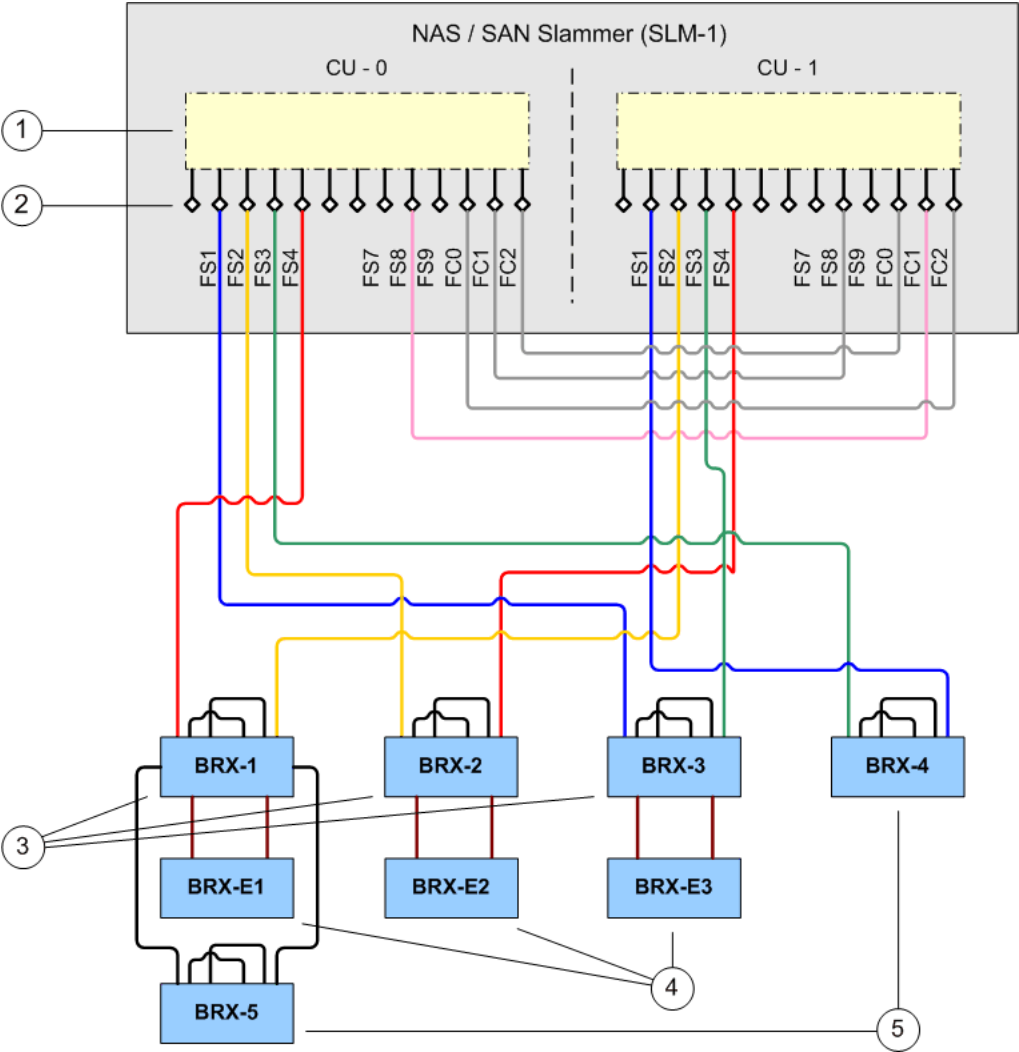 NAS / SAN Slammer (SLM-1)
CU - 0
CU - 1
1
2
FS1
FS2
FS3
FS4
FS7
FS8
FS9
FC0
FC1
FC2
FS1
FS2
FS3
FS4
FS7
FS8
FS9
FC0
FC1
FC2
BRX-1
BRX-2
BRX-3
BRX-4
3
BRX-E1
BRX-E2
BRX-E3
4
BRX-5
5